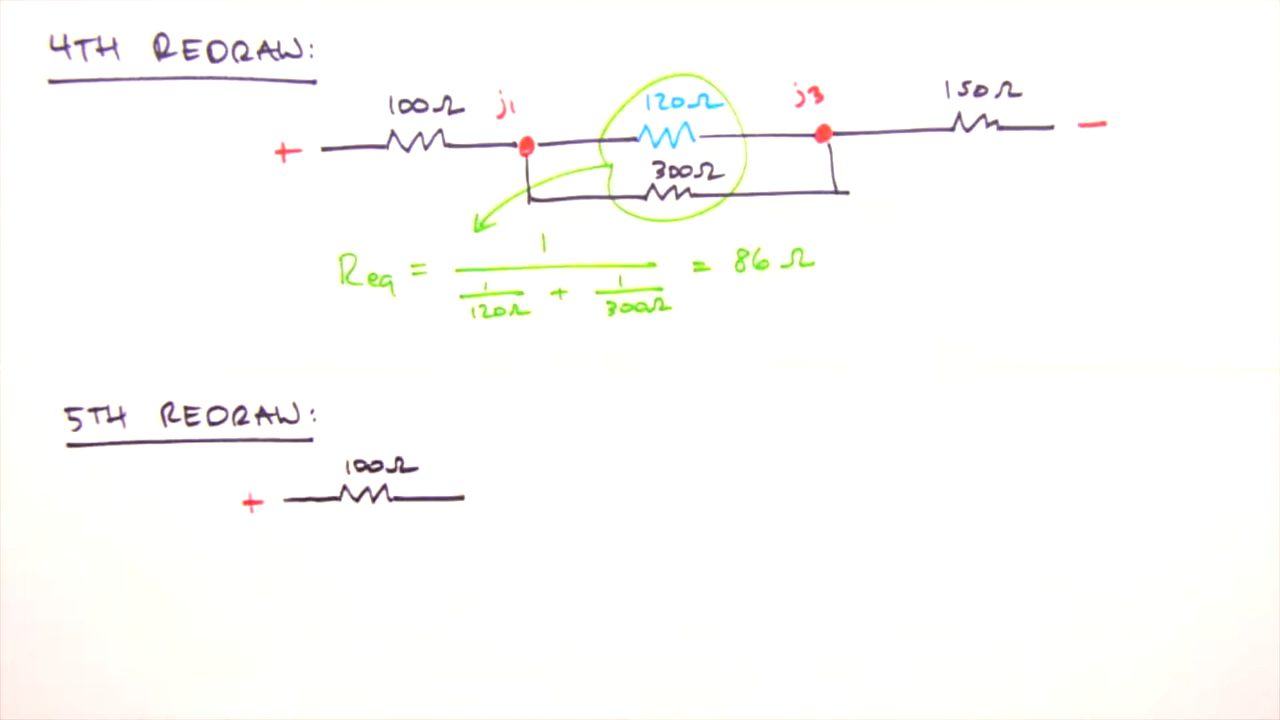 4TH REDRAW:
100Ω j1 120Ω j3 150Ω
+ −
300Ω
Req = 1 / (1/120Ω + 1/300Ω) = 86 Ω
5TH REDRAW:
100Ω
+